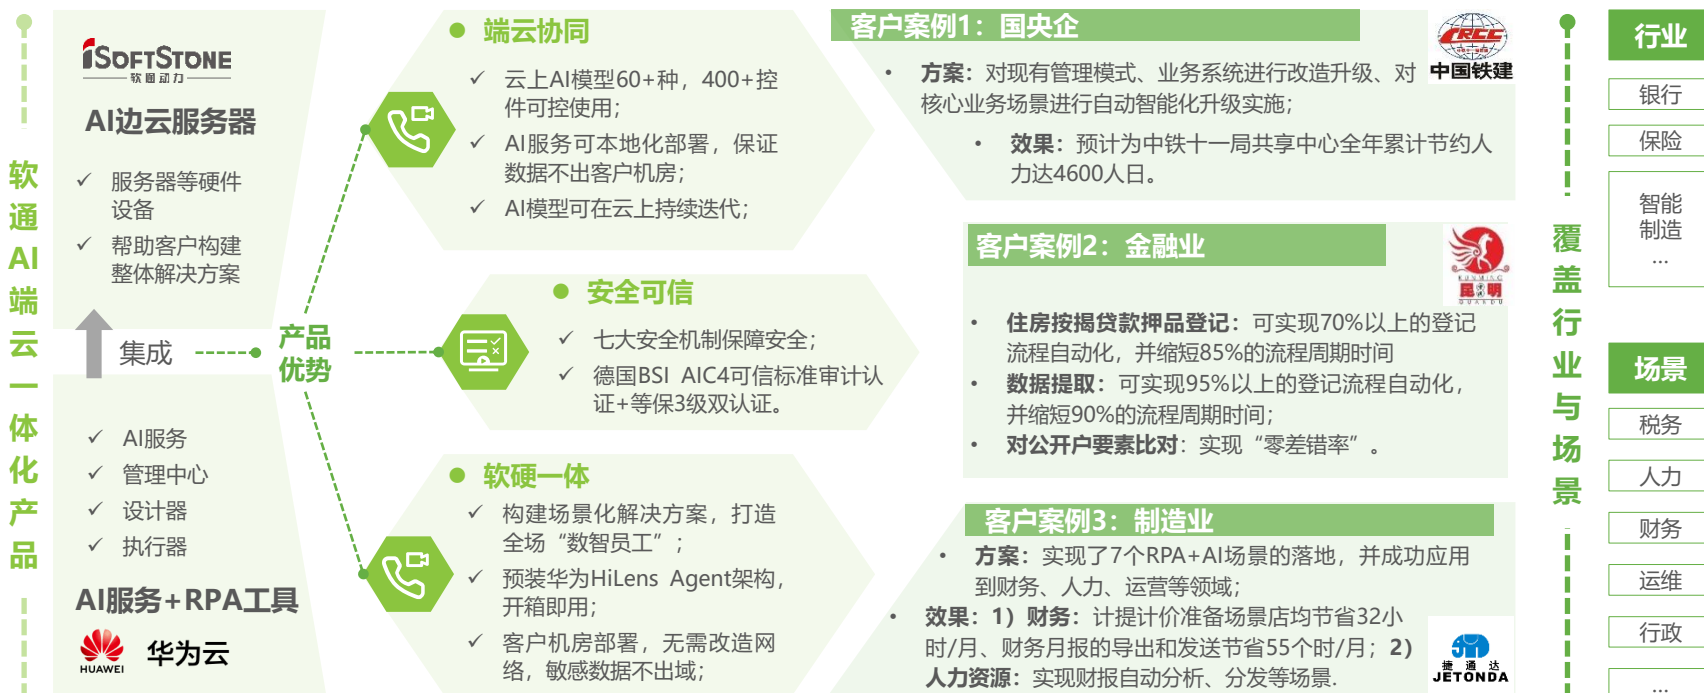 软通AI端云一体化产品
iSOFTSTONE
软通动力
AI边云服务器
✓ 服务器等硬件
设备
✓ 帮助客户构建
整体解决方案
集成
✓ AI服务
✓ 管理中心
✓ 设计器
✓ 执行器
AI服务+RPA工具
HUAWEI
华为云
产品
优势
● 端云协同
✓ 云上AI模型60+种，400+控
件可控使用；
✓ AI服务可本地化部署，保证
数据不出客户机房；
✓ AI模型可在云上持续迭代；
● 安全可信
✓ 七大安全机制保障安全；
✓ 德国BSI AIC4可信标准审计认
证+等保3级双认证。
● 软硬一体
✓ 构建场景化解决方案，打造
全场“数智员工”；
✓ 预装华为HiLens Agent架构，
开箱即用；
✓ 客户机房部署，无需改造网
络，敏感数据不出域；
客户案例1：国央企
CRCC
中国铁建
• 方案：对现有管理模式、业务系统进行改造升级、对
核心业务场景进行自动智能化升级实施；
• 效果：预计为中铁十一局共享中心全年累计节约人
力达4600人日。
客户案例2：金融业
KUNMING
昆明
GUANDU
• 住房按揭贷款押品登记：可实现70%以上的登记
流程自动化，并缩短85%的流程周期时间
• 数据提取：可实现95%以上的登记流程自动化，
并缩短90%的流程周期时间；
• 对公开户要素比对：实现“零差错率”。
客户案例3：制造业
• 方案：实现了7个RPA+AI场景的落地，并成功应用
到财务、人力、运营等领域；
• 效果：1）财务：计提计价准备场景店均节省32小
时/月、财务月报的导出和发送节省55个时/月；2）
人力资源：实现财报自动分析、分发等场景.
捷通达
JETONDA
覆盖行业与场景
行业
银行
保险
智能
制造
...
场景
税务
人力
财务
运维
行政
...